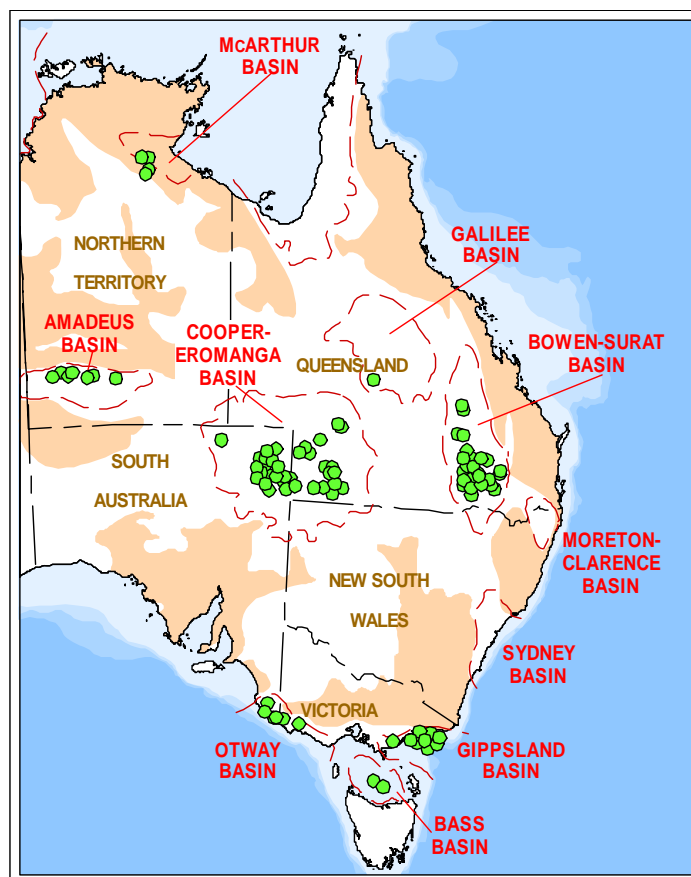 McARTHUR
BASIN
NORTHERN
TERRITORY
GALILEE
BASIN
AMADEUS
BASIN
COOPER-
EROMANGA
BASIN
QUEENSLAND
BOWEN-SURAT
BASIN
SOUTH
AUSTRALIA
MORETON-
CLARENCE
BASIN
NEW SOUTH
WALES
SYDNEY
BASIN
VICTORIA
OTWAY
BASIN
GIPPSLAND
BASIN
BASS
BASIN